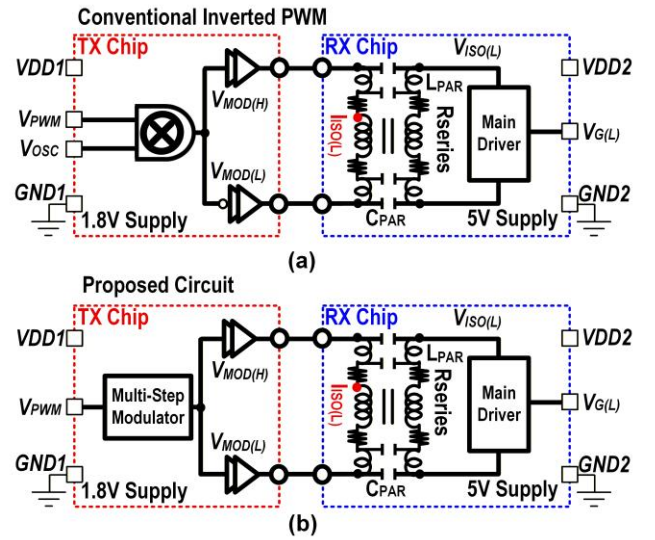 Conventional Inverted PWM
TX Chip
RX Chip
VDD1
VPWM
VOSC
GND1
1.8V Supply
VMOD(H)
VMOD(L)
VISO(L)
LPAR
Rseries
IISO(L)
CPAR
Main
Driver
5V Supply
VDD2
VG(L)
GND2
(a)
Proposed Circuit
TX Chip
RX Chip
VDD1
VPWM
GND1
Multi-Step
Modulator
1.8V Supply
VMOD(H)
VMOD(L)
VISO(L)
LPAR
Rseries
IISO(L)
CPAR
Main
Driver
5V Supply
VDD2
VG(L)
GND2
(b)